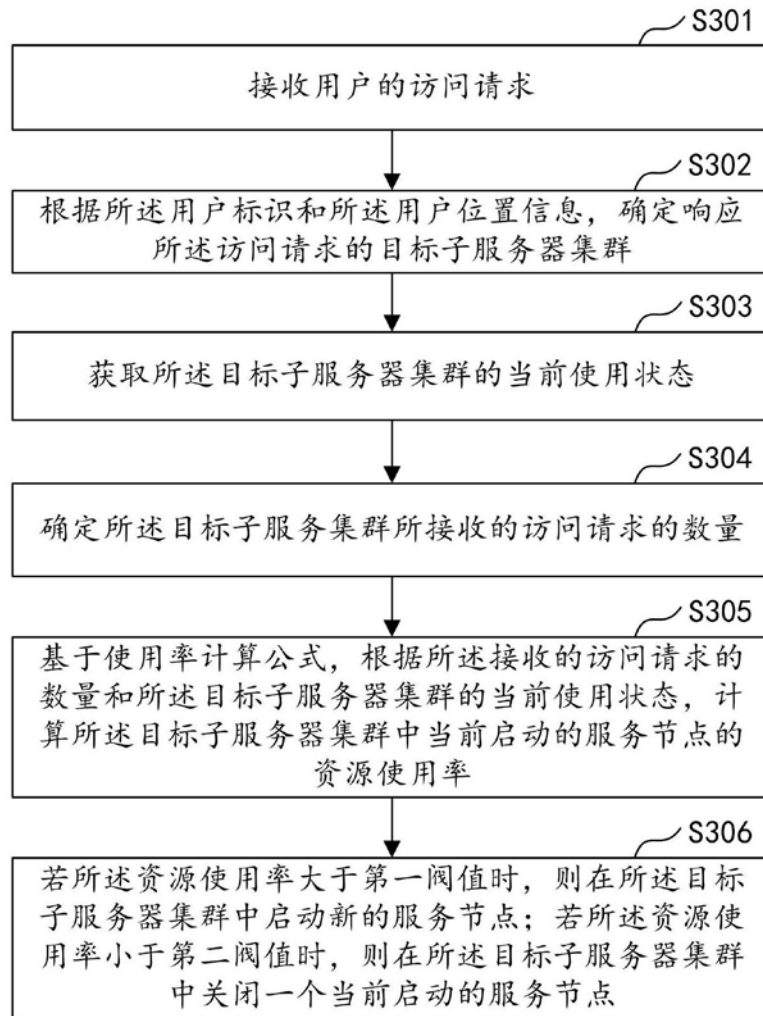 S301
接收用户的访问请求
S302
根据所述用户标识和所述用户位置信息，确定响应
所述访问请求的目标子服务器集群
S303
获取所述目标子服务器集群的当前使用状态
S304
确定所述目标子服务集群所接收的访问请求的数量
S305
基于使用率计算公式，根据所述接收的访问请求的
数量和所述目标子服务器集群的当前使用状态，计
算所述目标子服务器集群中当前启动的服务节点的
资源使用率
S306
若所述资源使用率大于第一阀值时，则在所述目标
子服务器集群中启动新的服务节点；若所述资源使
用率小于第二阀值时，则在所述目标子服务器集群
中关闭一个当前启动的服务节点